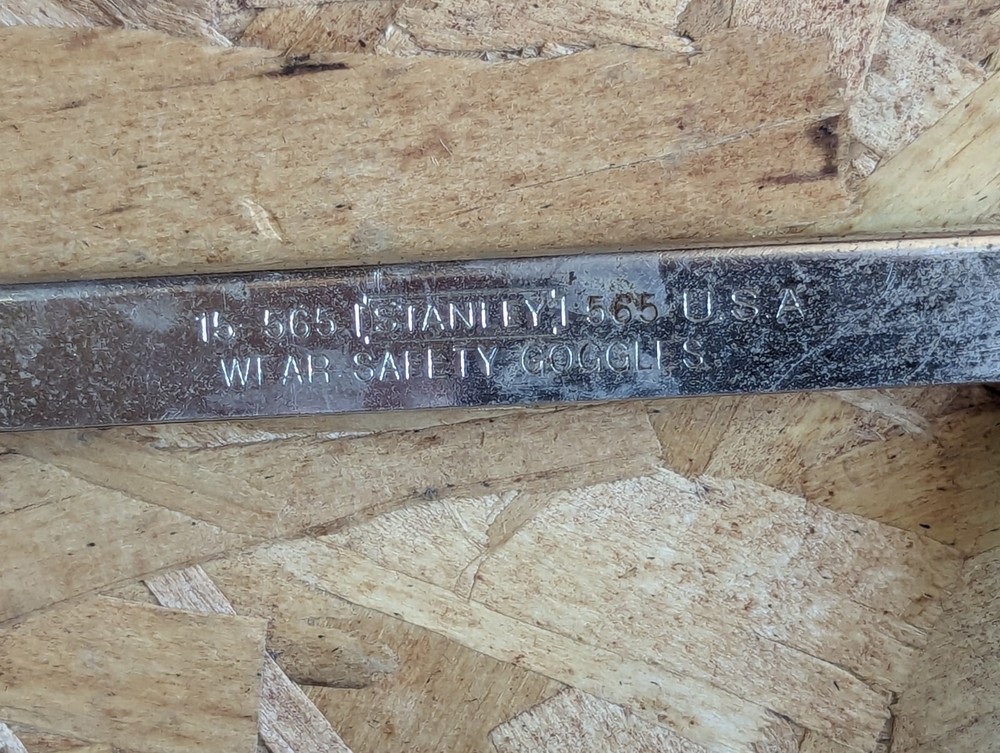 15 565 [STANLEY] 565 U.S.A
WEAR SAFETY GOGGLES